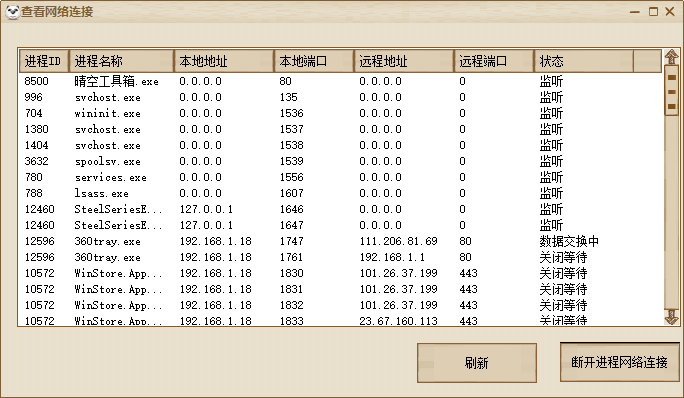 查看网络连接
进程ID 进程名称 本地地址 本地端口 远程地址 远程端口 状态
8500 晴空工具箱.exe 0.0.0.0 80 0.0.0.0 0 监听
996 svchost.exe 0.0.0.0 135 0.0.0.0 0 监听
704 wininit.exe 0.0.0.0 1536 0.0.0.0 0 监听
1380 svchost.exe 0.0.0.0 1537 0.0.0.0 0 监听
1404 svchost.exe 0.0.0.0 1538 0.0.0.0 0 监听
3632 spoolsv.exe 0.0.0.0 1539 0.0.0.0 0 监听
780 services.exe 0.0.0.0 1556 0.0.0.0 0 监听
788 lsass.exe 0.0.0.0 1607 0.0.0.0 0 监听
12460 SteelSeriesE... 127.0.0.1 1646 0.0.0.0 0 监听
12460 SteelSeriesE... 127.0.0.1 1647 0.0.0.0 0 监听
12596 360tray.exe 192.168.1.18 1747 111.206.81.69 80 数据交换中
12596 360tray.exe 192.168.1.18 1761 192.168.1.1 80 关闭等待
10572 WinStore.App... 192.168.1.18 1830 101.26.37.199 443 关闭等待
10572 WinStore.App... 192.168.1.18 1831 101.26.37.199 443 关闭等待
10572 WinStore.App... 192.168.1.18 1832 101.26.37.199 443 关闭等待
10572 WinStore.App... 192.168.1.18 1833 23.67.160.113 443 关闭等待
刷新 断开进程网络连接